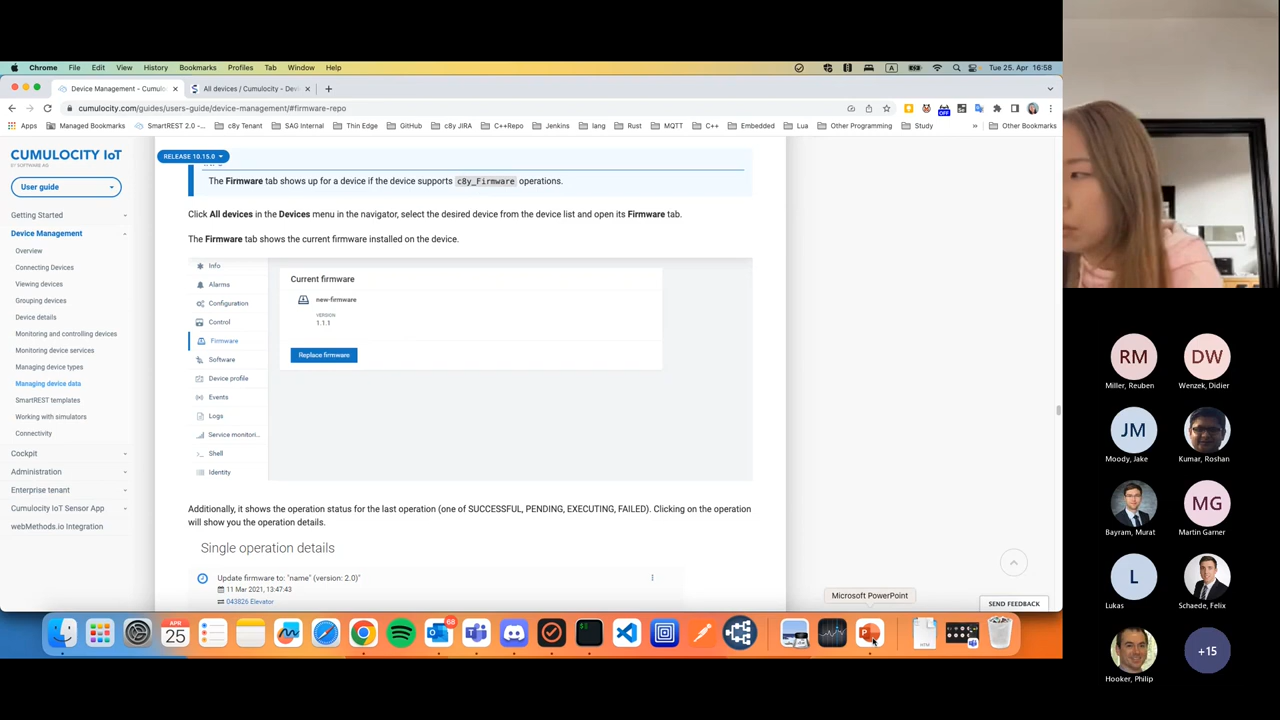 Chrome File Edit View History Bookmarks Profiles Tab Window Help
A
Tue 25. Apr 16:58
Device Management - Cumulo
All devices / Cumulocity - Dev
cumulocity.com/guides/users-guide/device-management/#firmware-repo
OFF
Apps Managed Bookmarks SmartREST 2.0 -... c8y Tenant SAG Internal Thin Edge GitHub c8y JIRA C++Repo Jenkins lang Rust MQTT C++ Embedded Lua Other Programming Study » Other Bookmarks
CUMULOCITY IoT
User guide
Getting Started
Device Management
Overview
Connecting Devices
Viewing devices
Grouping devices
Device details
Monitoring and controlling devices
Monitoring device services
Managing device types
Managing device data
SmartREST templates
Working with simulators
Connectivity
Cockpit
Administration
Enterprise tenant
Cumulocity IoT Sensor App
webMethods.io Integration
RELEASE 10.15.0
The Firmware tab shows up for a device if the device supports c8y_Firmware operations.
Click All devices in the Devices menu in the navigator, select the desired device from the device list and open its Firmware tab.
The Firmware tab shows the current firmware installed on the device.
Info
Alarms
Configuration
Control
Firmware
Software
Device profile
Events
Logs
Service monitori...
Shell
Identity
Current firmware
new-firmware
VERSION
1.1.1
Replace firmware
Additionally, it shows the operation status for the last operation (one of SUCCESSFUL, PENDING, EXECUTING, FAILED). Clicking on the operation
will show you the operation details.
Single operation details
Update firmware to: "name" (version: 2.0)"
11 Mar 2021, 13:47:43
043826 Elevator
Microsoft PowerPoint
SEND FEEDBACK
APR
25
68
RM
Miller, Reuben
DW
Wenzek, Didier
JM
Moody, Jake
Kumar, Roshan
Bayram, Murat
MG
Martin Garner
L
Lukas
Schaede, Felix
Hooker, Philip
+15